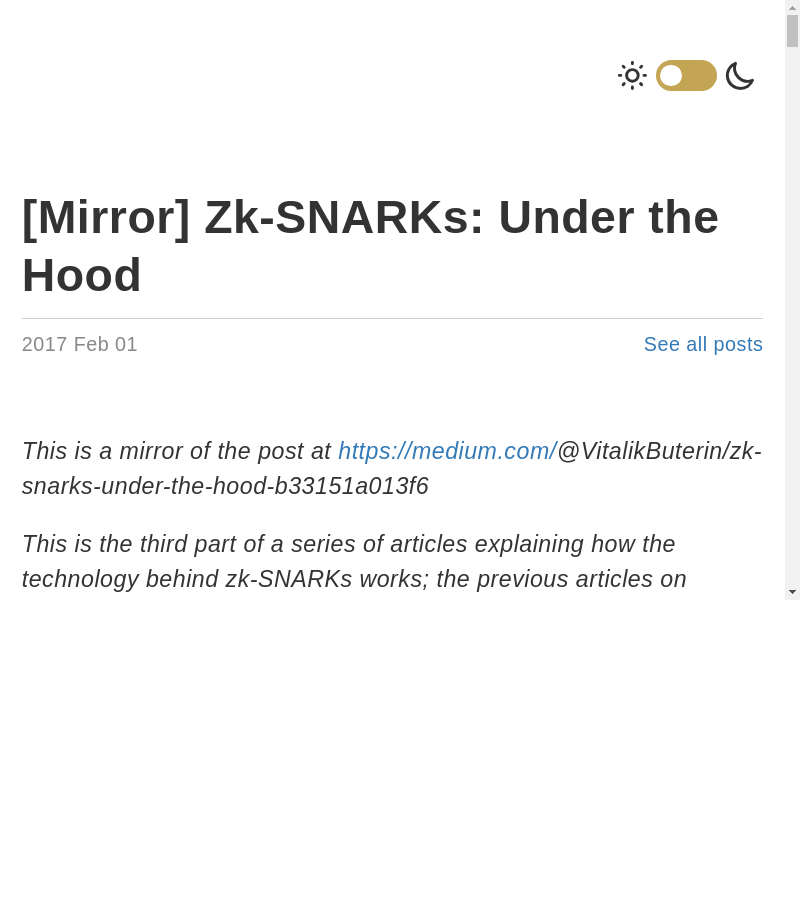 [Mirror] Zk-SNARKs: Under the
Hood
2017 Feb 01
See all posts
This is a mirror of the post at https://medium.com/@VitalikButerin/zk-
snarks-under-the-hood-b33151a013f6
This is the third part of a series of articles explaining how the
technology behind zk-SNARKs works; the previous articles on